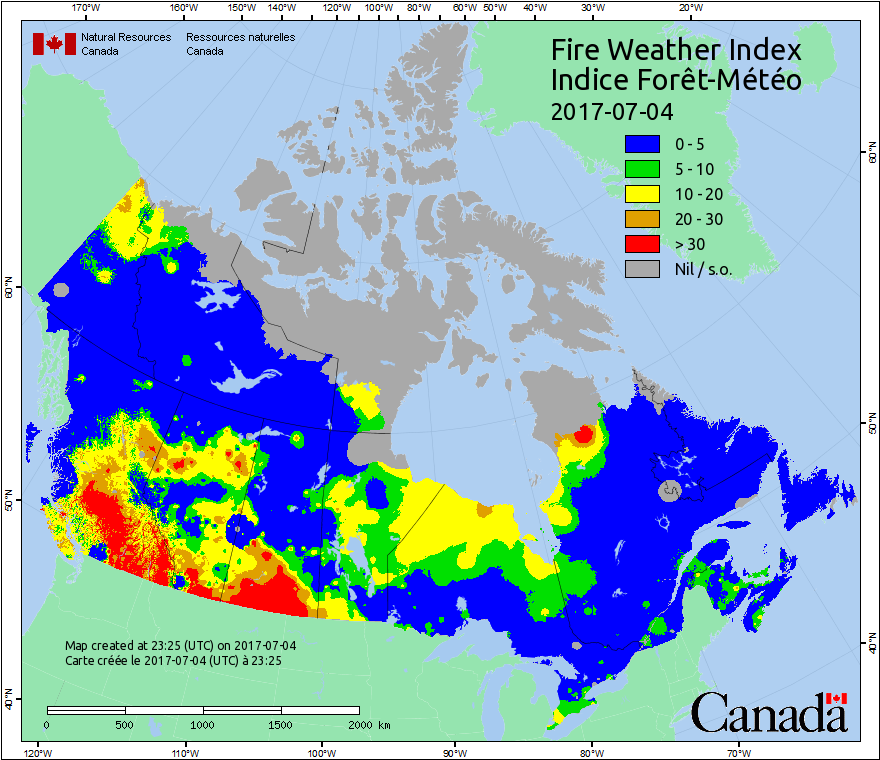 170°W 160°W 150°W 140°W 120°W 100°W 80°W 60°W 50°W 40°W 30°W 20°W
Natural Resources Ressources naturelles
Canada Canada
Fire Weather Index
Indice Forêt-Météo
2017-07-04
0 - 5
5 - 10
10 - 20
20 - 30
> 30
Nil / s.o.
60°N
60°N
50°N
50°N
40°N
40°N
Map created at 23:25 (UTC) on 2017-07-04
Carte créée le 2017-07-04 (UTC) à 23:25
0 500 1000 1500 2000 km
Canada
120°W 110°W 100°W 90°W 80°W 70°W